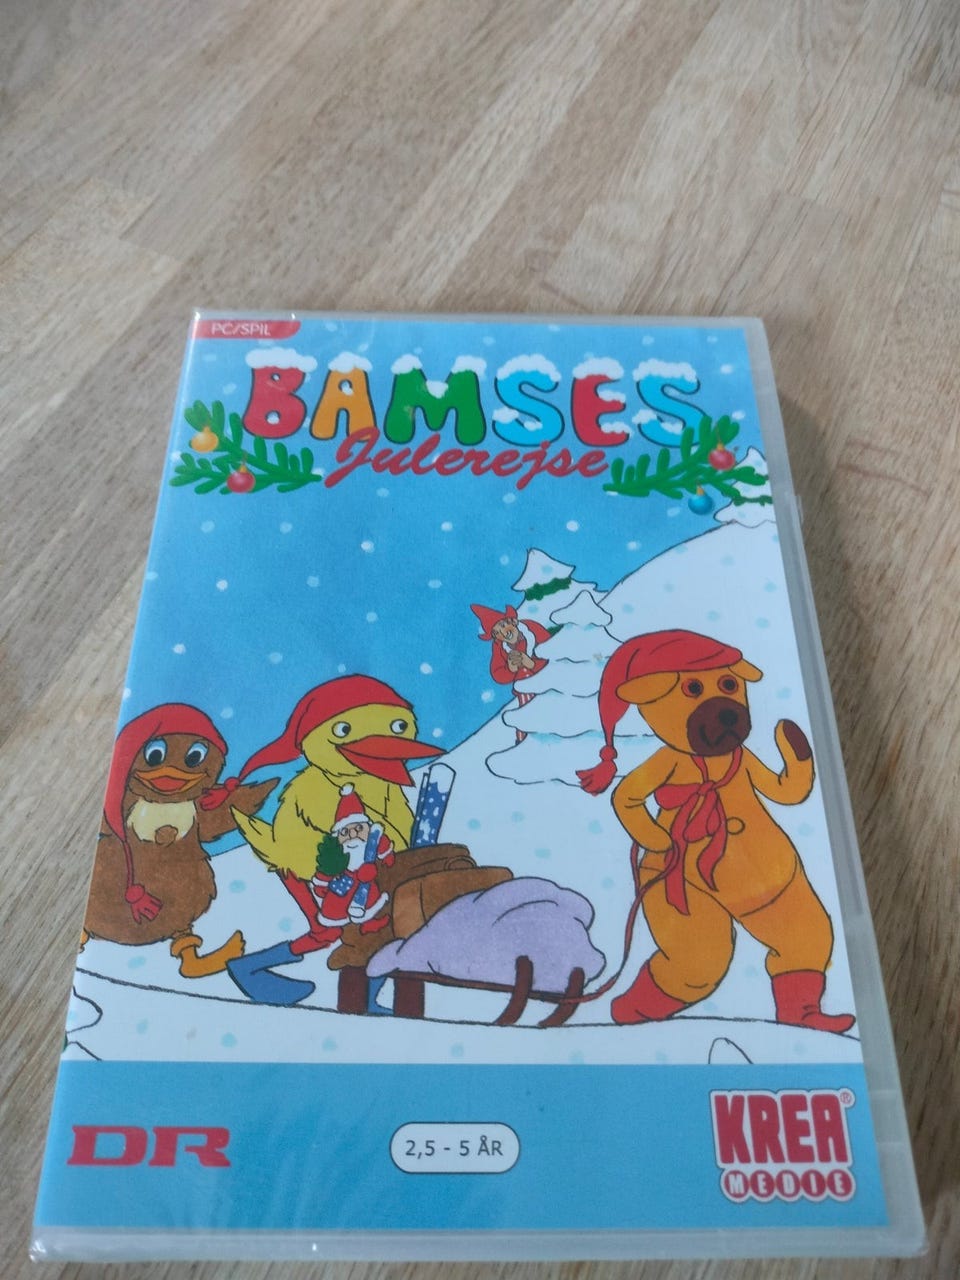 PC/SPIL
BAMSES
Julerejse
DR
2,5 - 5 ÅR
KREA®
MEDIE